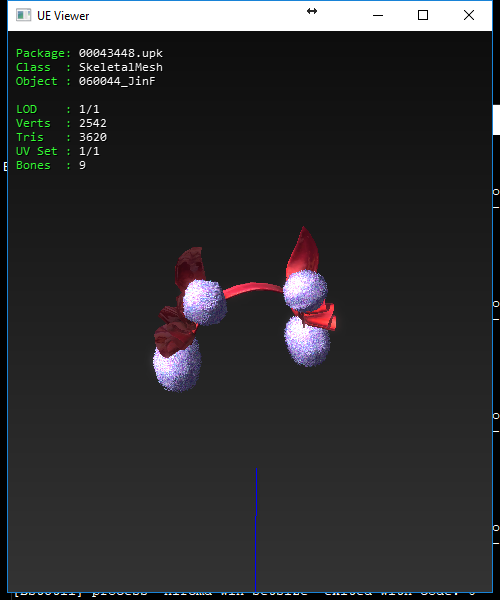 UE Viewer
Package: 00043448.upk
Class : SkeletalMesh
Object : 060044_JinF
LOD : 1/1
Verts : 2542
Tris : 3620
UV Set : 1/1
Bones : 9